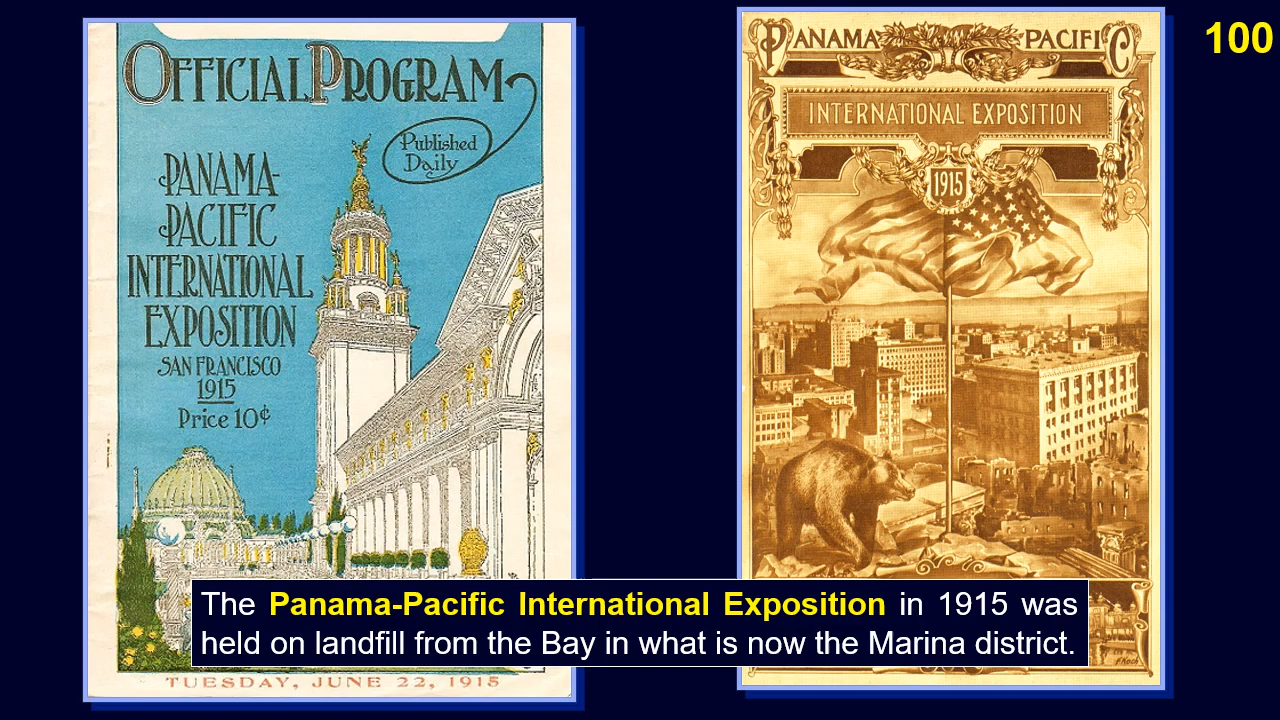 OFFICIAL PROGRAM
Published
Daily
PANAMA-
PACIFIC
INTERNATIONAL
EXPOSITION
SAN FRANCISCO
1915
Price 10¢
TUESDAY, JUNE 22, 1915
PANAMA PACIFIC
INTERNATIONAL EXPOSITION
1915
100
The Panama-Pacific International Exposition in 1915 was
held on landfill from the Bay in what is now the Marina district.